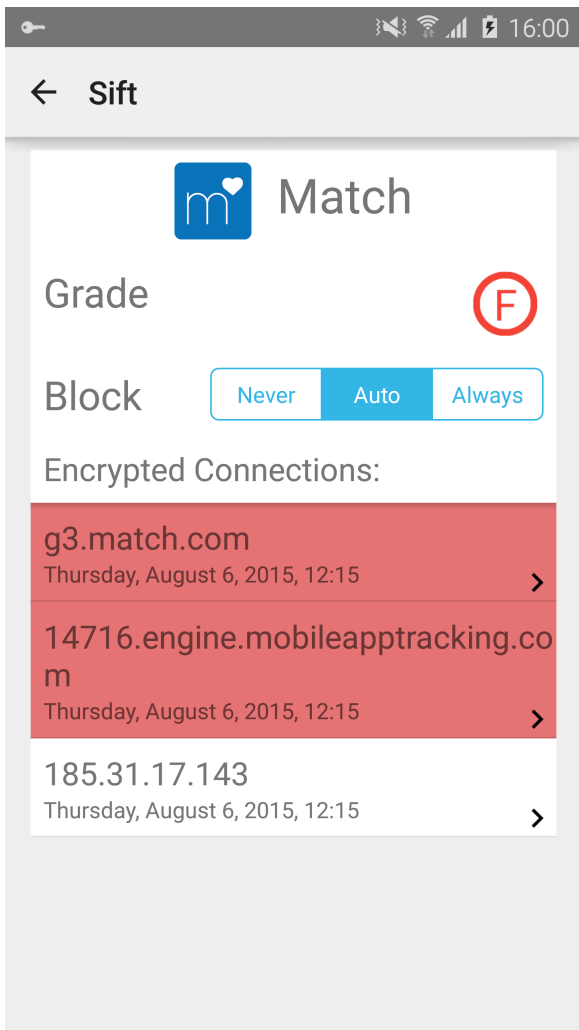 16:00
Sift
m Match
Grade F
Block Never Auto Always
Encrypted Connections:
g3.match.com
Thursday, August 6, 2015, 12:15
14716.engine.mobileapptracking.co
m
Thursday, August 6, 2015, 12:15
185.31.17.143
Thursday, August 6, 2015, 12:15